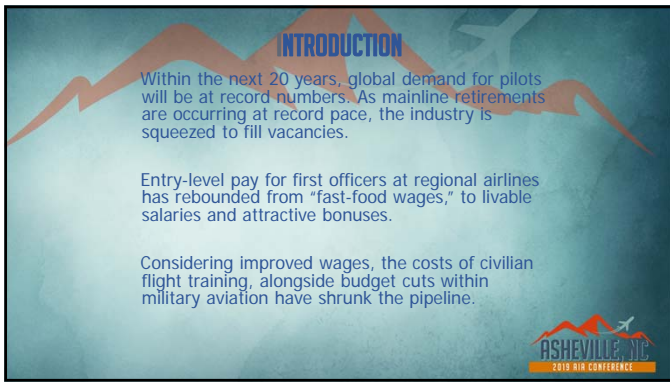 INTRODUCTION
Within the next 20 years, global demand for pilots
will be at record numbers. As mainline retirements
are occurring at record pace, the industry is
squeezed to fill vacancies.
Entry-level pay for first officers at regional airlines
has rebounded from “fast-food wages,” to livable
salaries and attractive bonuses.
Considering improved wages, the costs of civilian
flight training, alongside budget cuts within
military aviation have shrunk the pipeline.
ASHEVILLE, NC
2019 AIR CONFERENCE